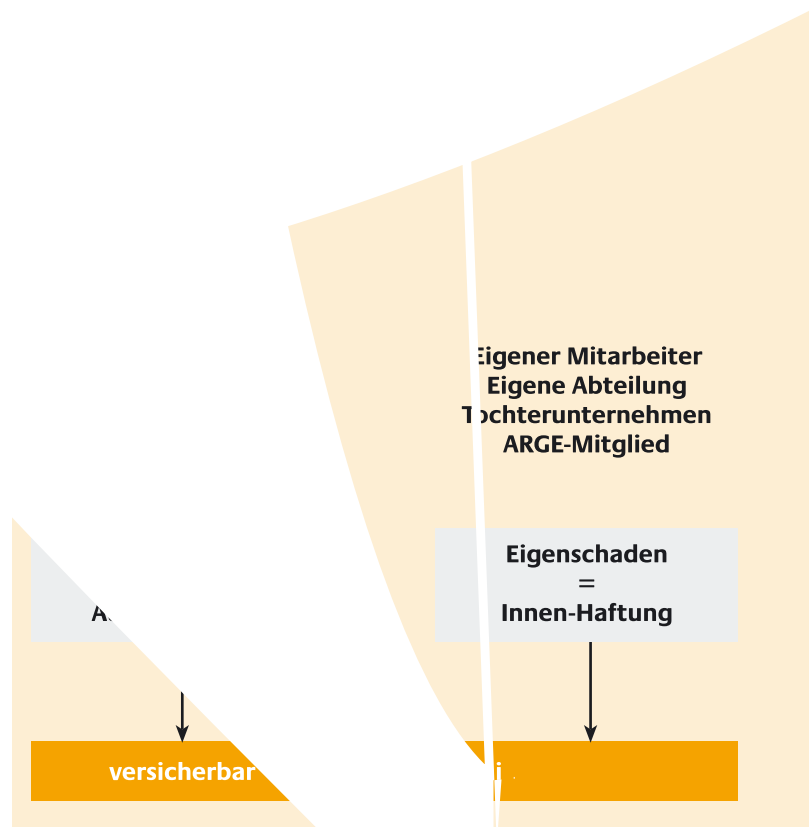 Eigener Mitarbeiter
Eigene Abteilung
Tochterunternehmen
ARGE-Mitglied
Eigenschaden
=
Innen-Haftung
versicherbar